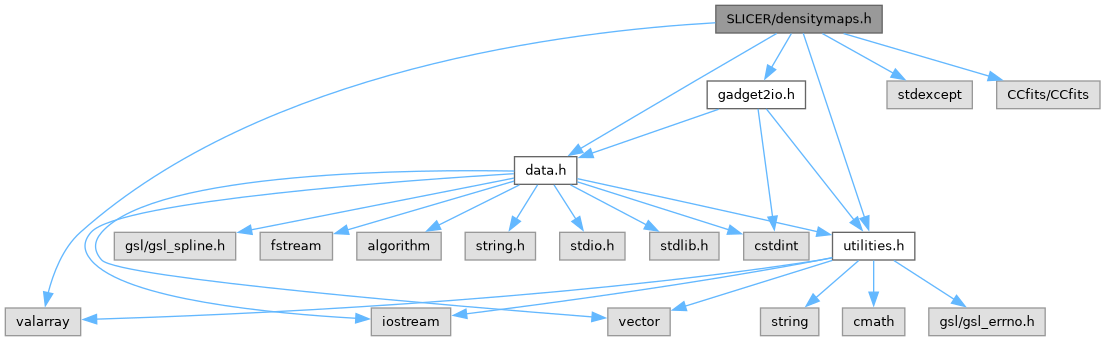 SLICER/densitymaps.h
gadget2io.h
stdexcept
CCfits/CCfits
data.h
gsl/gsl_spline.h
fstream
algorithm
string.h
stdio.h
stdlib.h
cstdint
utilities.h
valarray
iostream
vector
string
cmath
gsl/gsl_errno.h